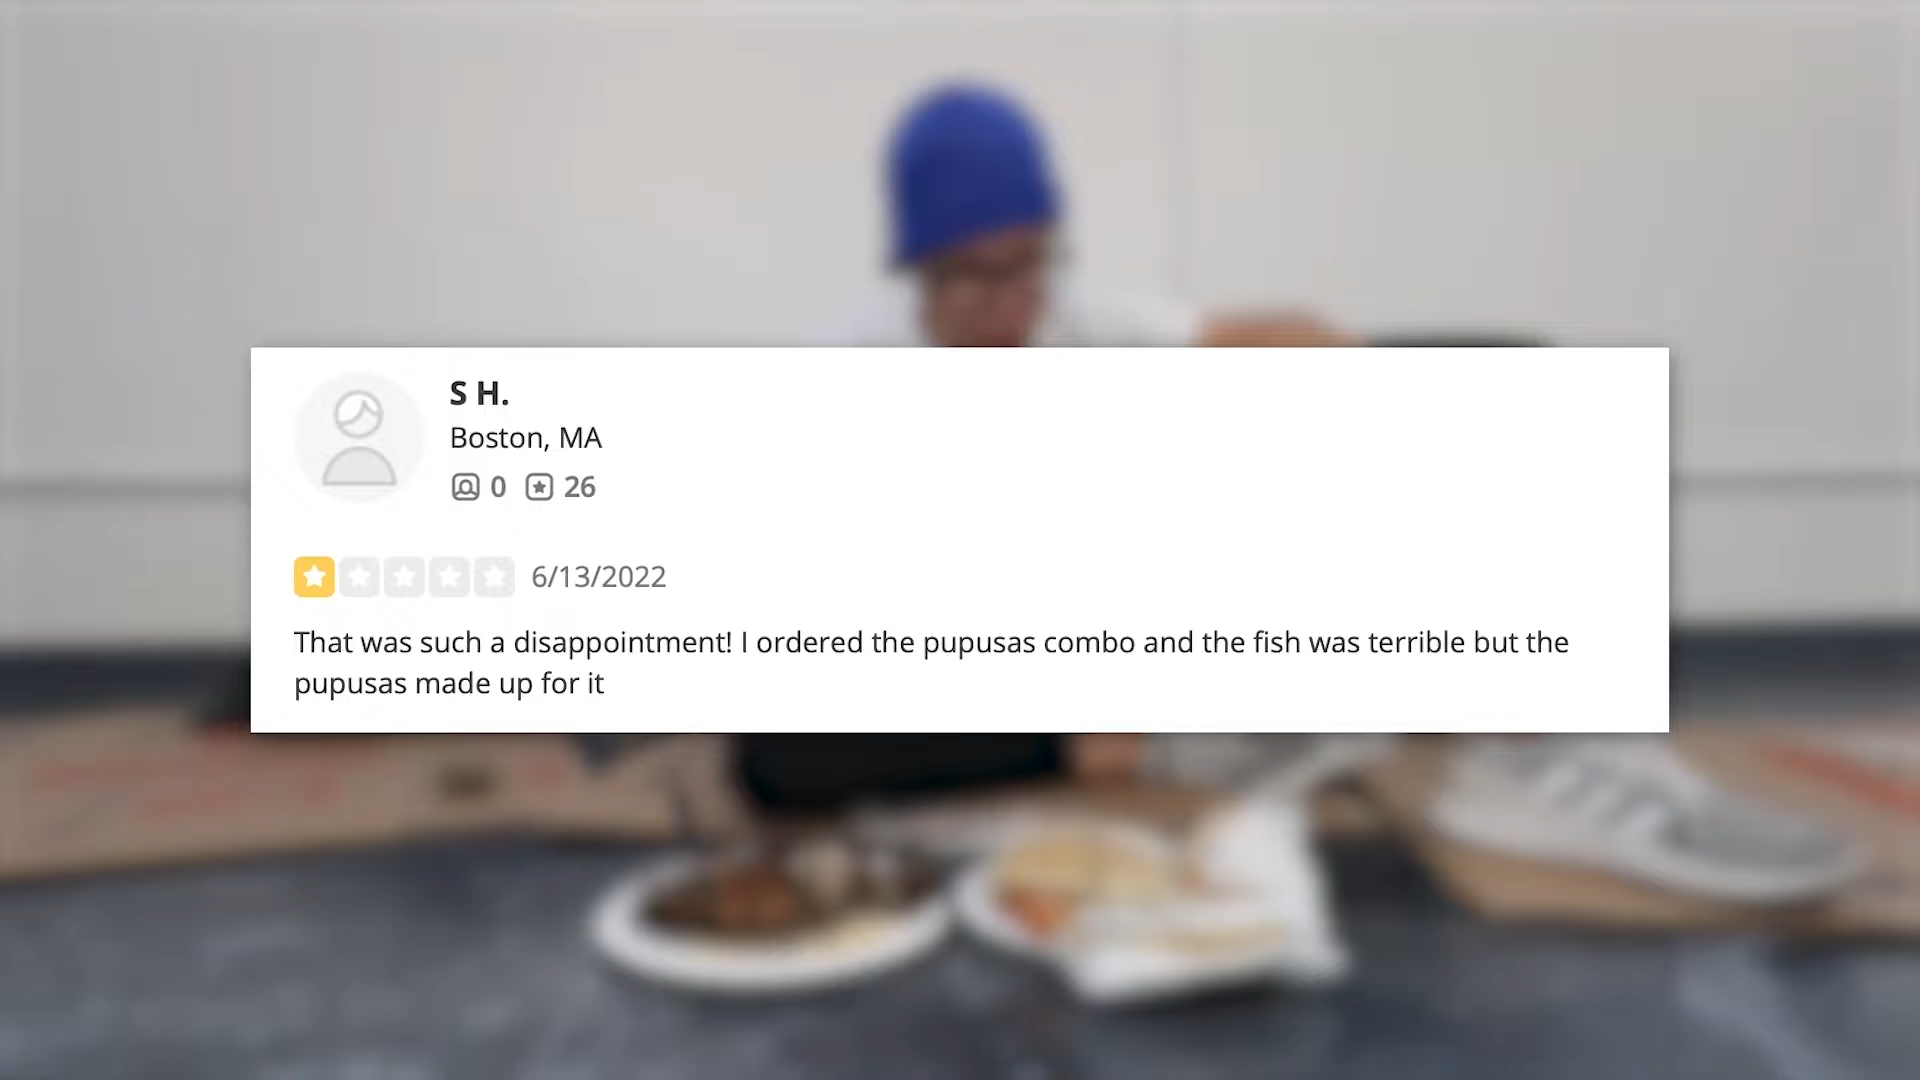 S H.
Boston, MA
0 26
6/13/2022
That was such a disappointment! I ordered the pupusas combo and the fish was terrible but the
pupusas made up for it